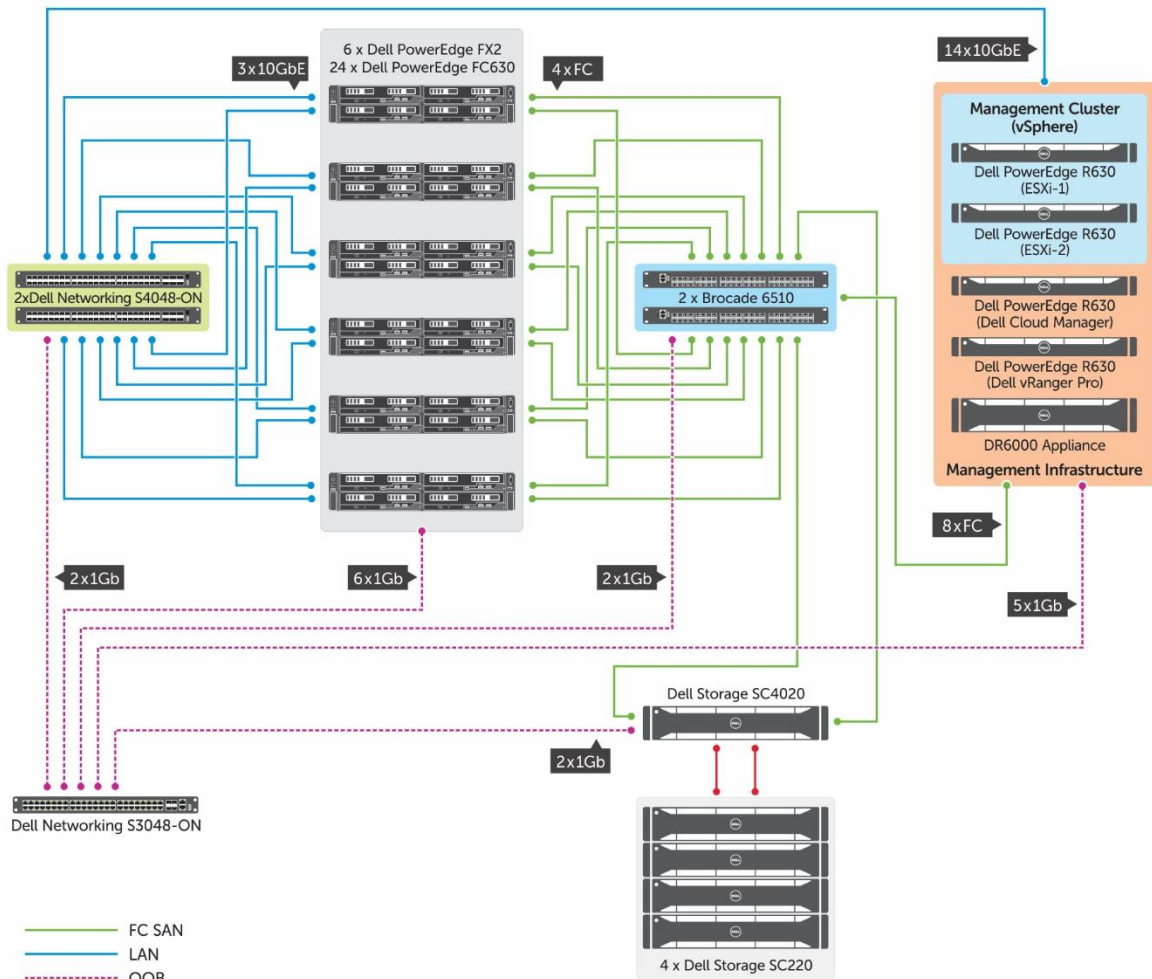 14x10GbE
6 x Del PowerEdge FX2
24 x Dell PowerEdge FC630
3x10GbE
4xFC
Management Cluster
(vSphere)
Dell PowerEdge R630
(ESXi-1)
Dell PowerEdge R630
(ESXi-2)
2xDell Networking S4048-ON
2 x Brocade 6510
Dell PowerEdge R630
(Dell Cloud Manager)
Dell PowerEdge R630
(Dell vRanger Pro)
DR6000 Appliance
Management Infrastructure
8xFC
2x1Gb
6x1Gb
2x1Gb
5x1Gb
Dell Storage SC4020
2x1Gb
Dell Networking S3048-ON
FC SAN
LAN
OOB
4 x Dell Storage SC220